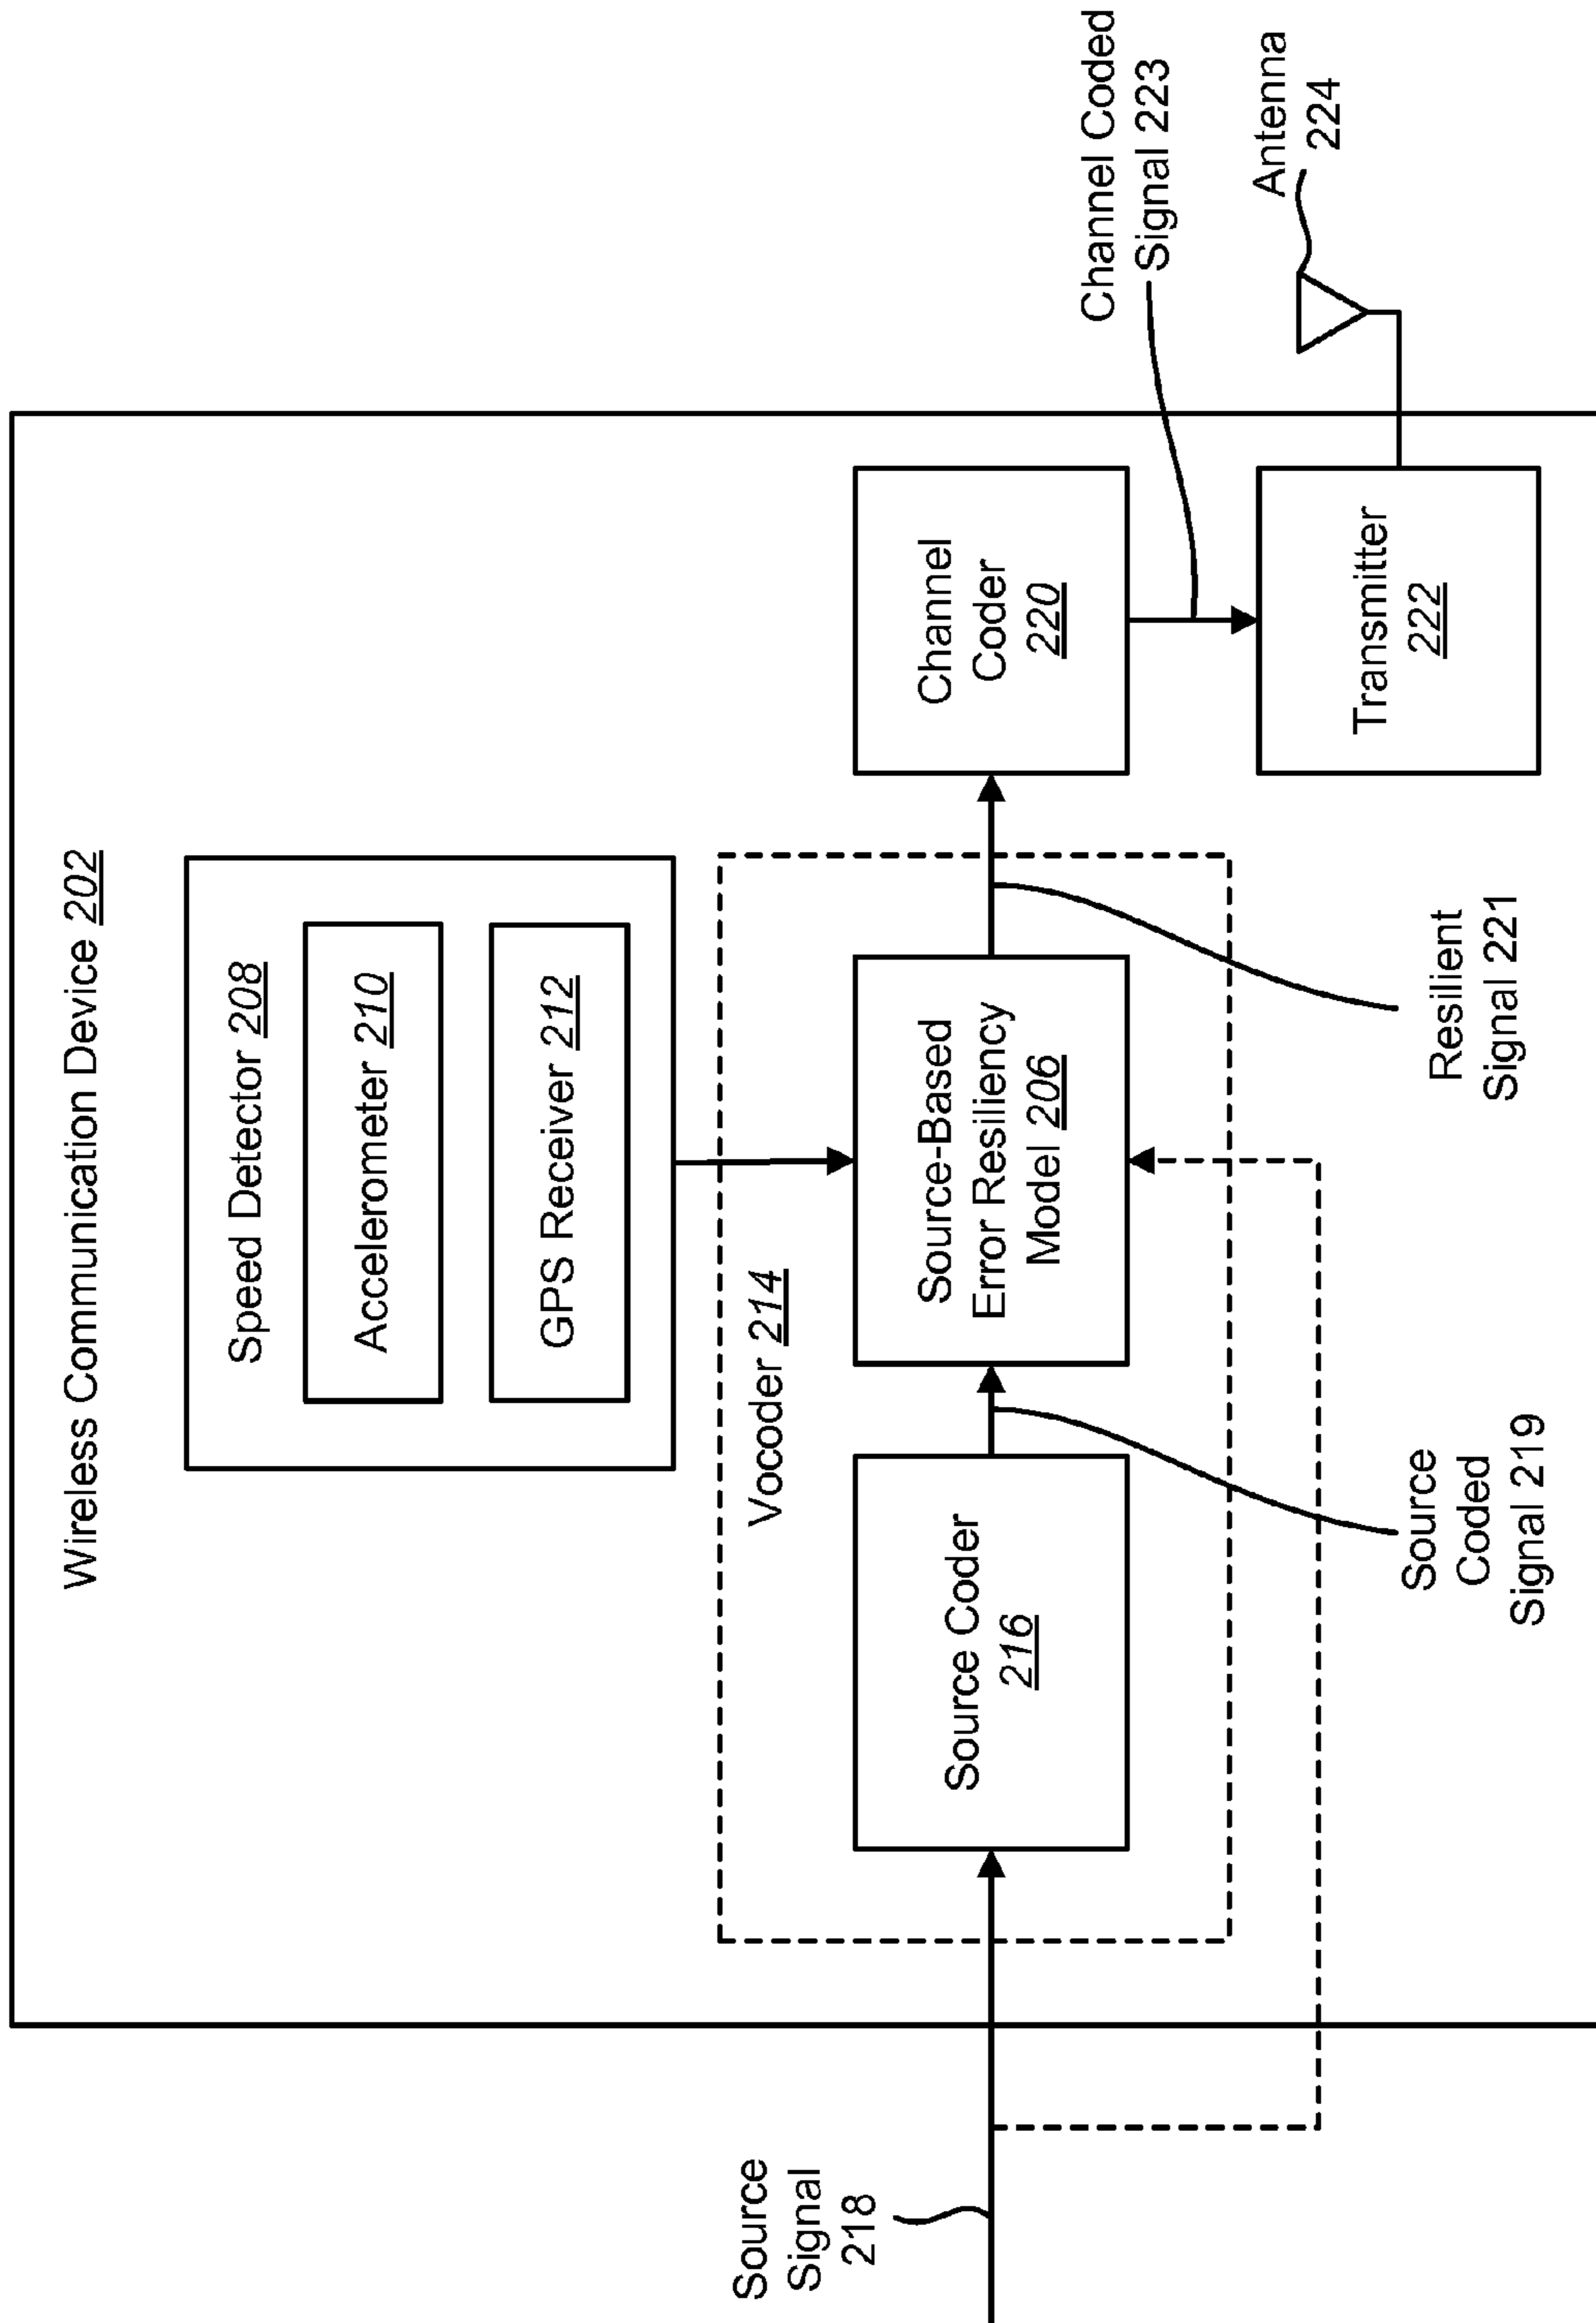 Wireless Communication Device 202
Speed Detector 208
Accelerometer 210
GPS Receiver 212
Vocoder 214
Source
Signal
218
Source Coder
216
Source-Based
Error Resiliency
Model 206
Channel
Coder
220
Transmitter
222
Channel Coded
Signal 223
Antenna
224
Source
Coded
Signal 219
Resilient
Signal 221